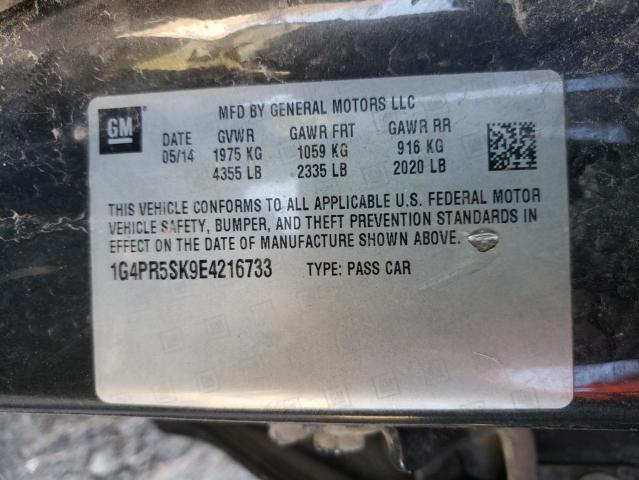 GM
MFD BY GENERAL MOTORS LLC
DATE GVWR GAWR FRT GAWR RR
05/14 1975 KG 1059 KG 916 KG
4355 LB 2335 LB 2020 LB
THIS VEHICLE CONFORMS TO ALL APPLICABLE U.S. FEDERAL MOTOR
VEHICLE SAFETY, BUMPER, AND THEFT PREVENTION STANDARDS IN
EFFECT ON THE DATE OF MANUFACTURE SHOWN ABOVE.
1G4PR5SK9E4216733 TYPE: PASS CAR